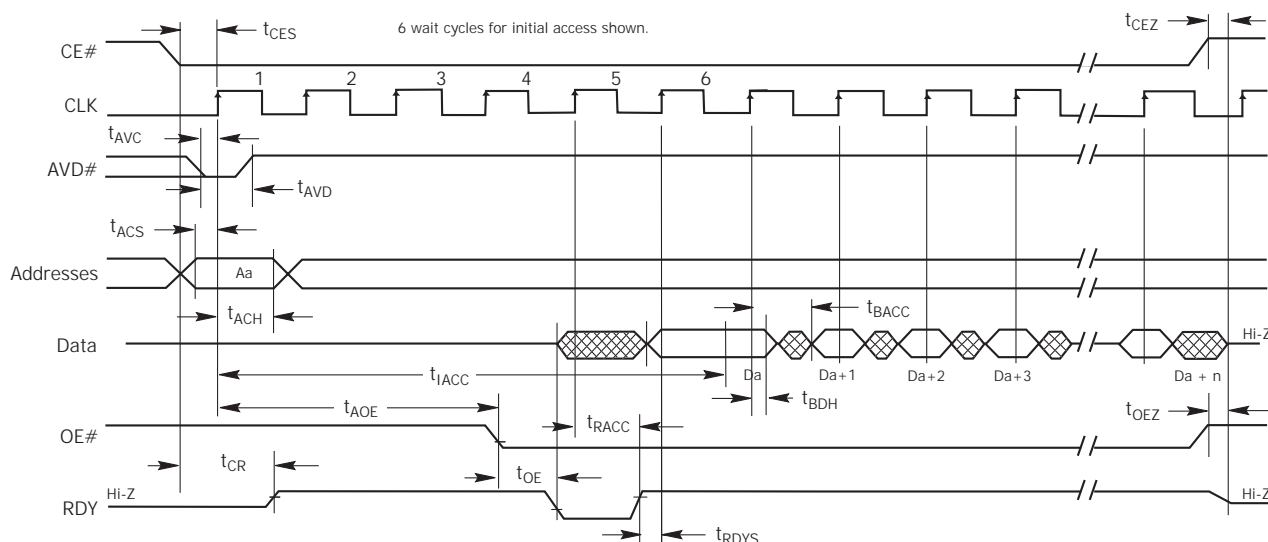 tCES
6 wait cycles for initial access shown.
tCEZ
CE#
1 2 3 4 5 6
CLK
tAVC
AVD#
tAVD
tACS
Addresses
Aa
tACH
tBACC
Data
Hi-Z
tIACC
Da Da+1 Da+2 Da+3 Da + n
tBDH
tAOE
tOEZ
OE#
tRACC
tCR
tOE
Hi-Z
Hi-Z
RDY
tRDYS